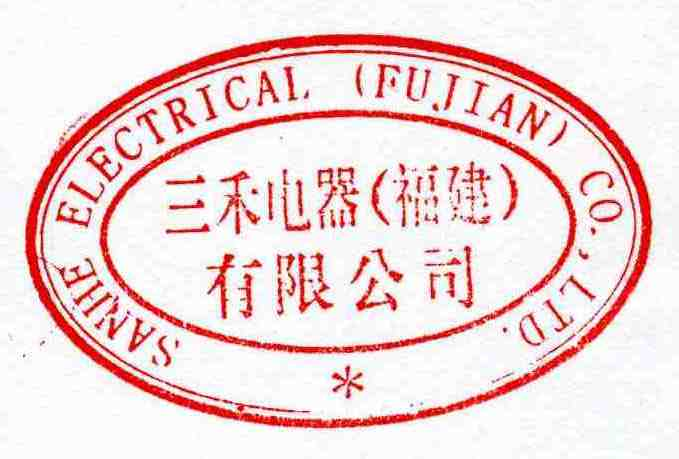 SANHE ELECTRICAL (FUJIAN) CO., LTD.
三禾电器(福建)
有限公司
*